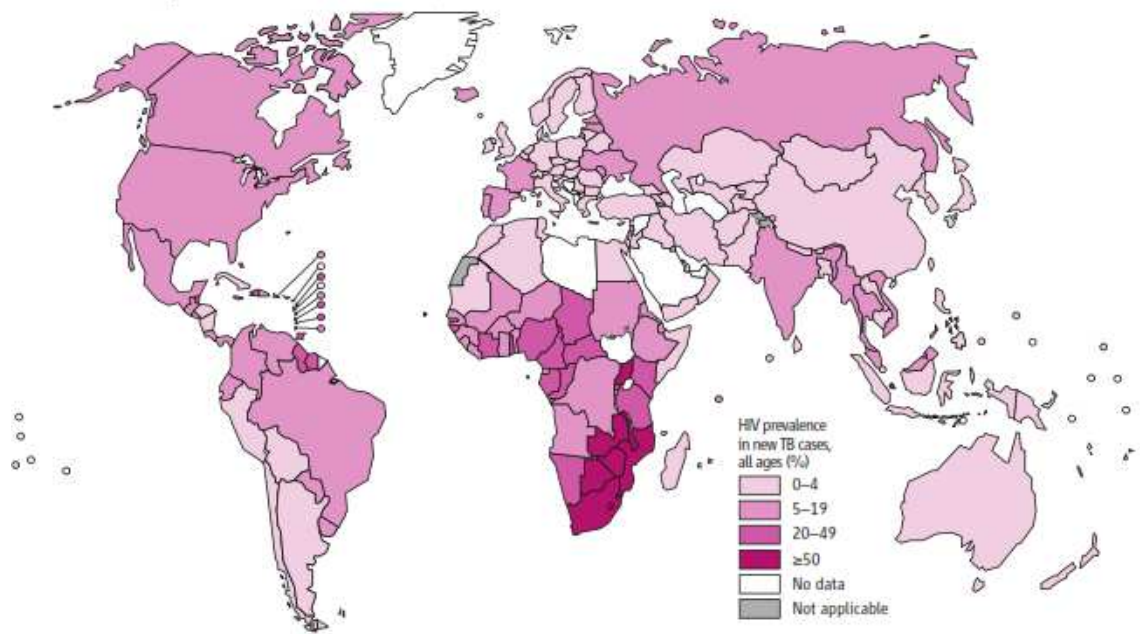 HIV prevalence
in new TB cases,
all ages (%)
0–4
5–19
20–49
≥50
No data
Not applicable